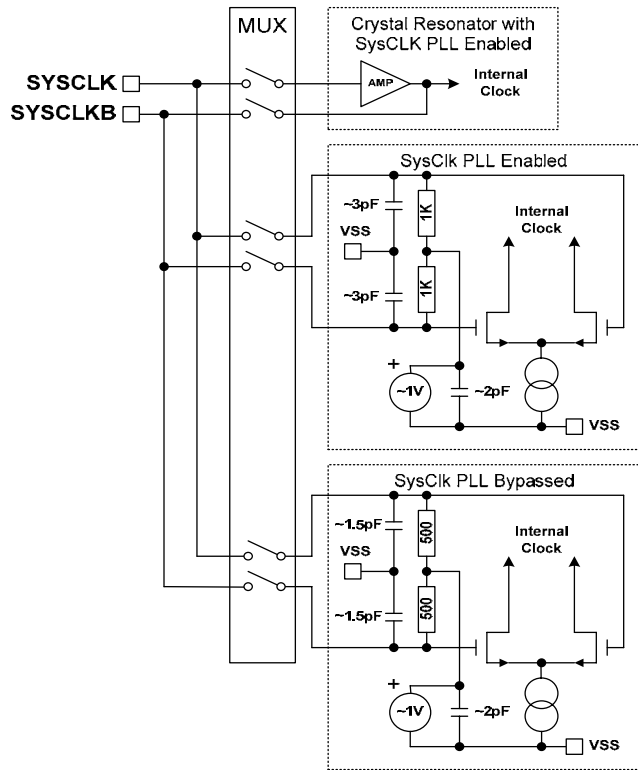 MUX
Crystal Resonator with
SysCLK PLL Enabled
SYSCLK
SYSCLKB
AMP
Internal
Clock
SysClk PLL Enabled
~3pF
1K
VSS
~3pF
1K
Internal
Clock
+
~1V
~2pF
VSS
SysClk PLL Bypassed
~1.5pF
500
VSS
~1.5pF
500
Internal
Clock
+
~1V
~2pF
VSS